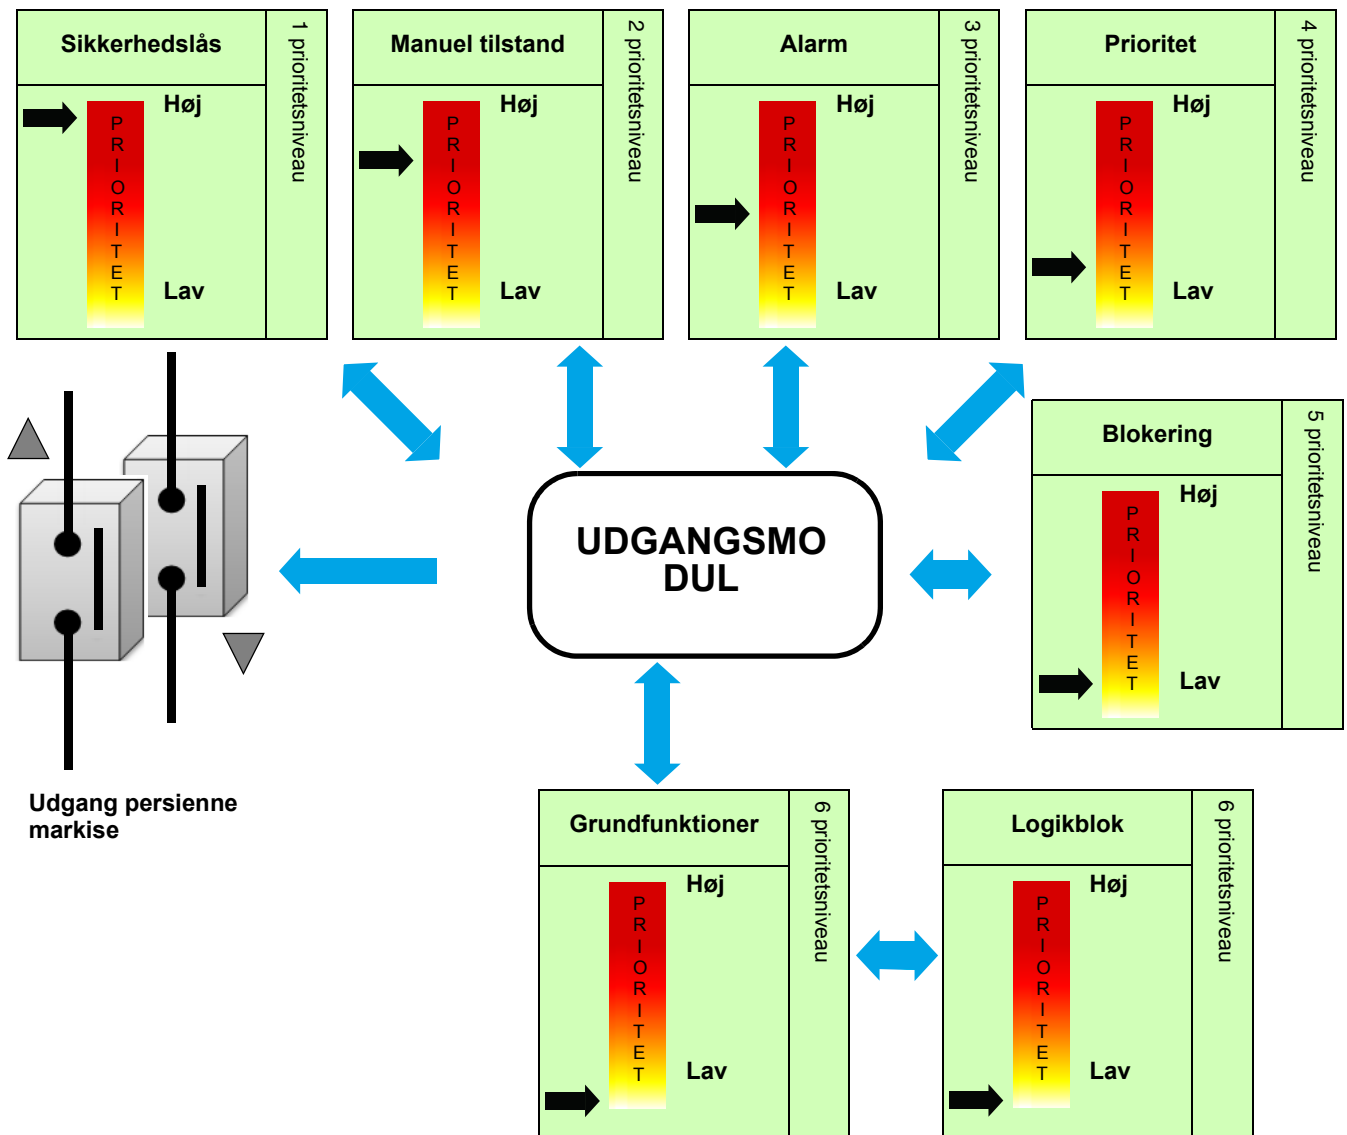 Sikkerhedslås
1 prioritetsniveau
Høj
PRIORITET
Lav
Manuel tilstand
2 prioritetsniveau
Høj
PRIORITET
Lav
Alarm
3 prioritetsniveau
Høj
PRIORITET
Lav
Prioritet
4 prioritetsniveau
Høj
PRIORITET
Lav
Blokering
5 prioritetsniveau
Høj
PRIORITET
Lav
UDGANGSMO
DUL
Udgang persienne
markise
Grundfunktioner
6 prioritetsniveau
Høj
PRIORITET
Lav
Logikblok
6 prioritetsniveau
Høj
PRIORITET
Lav